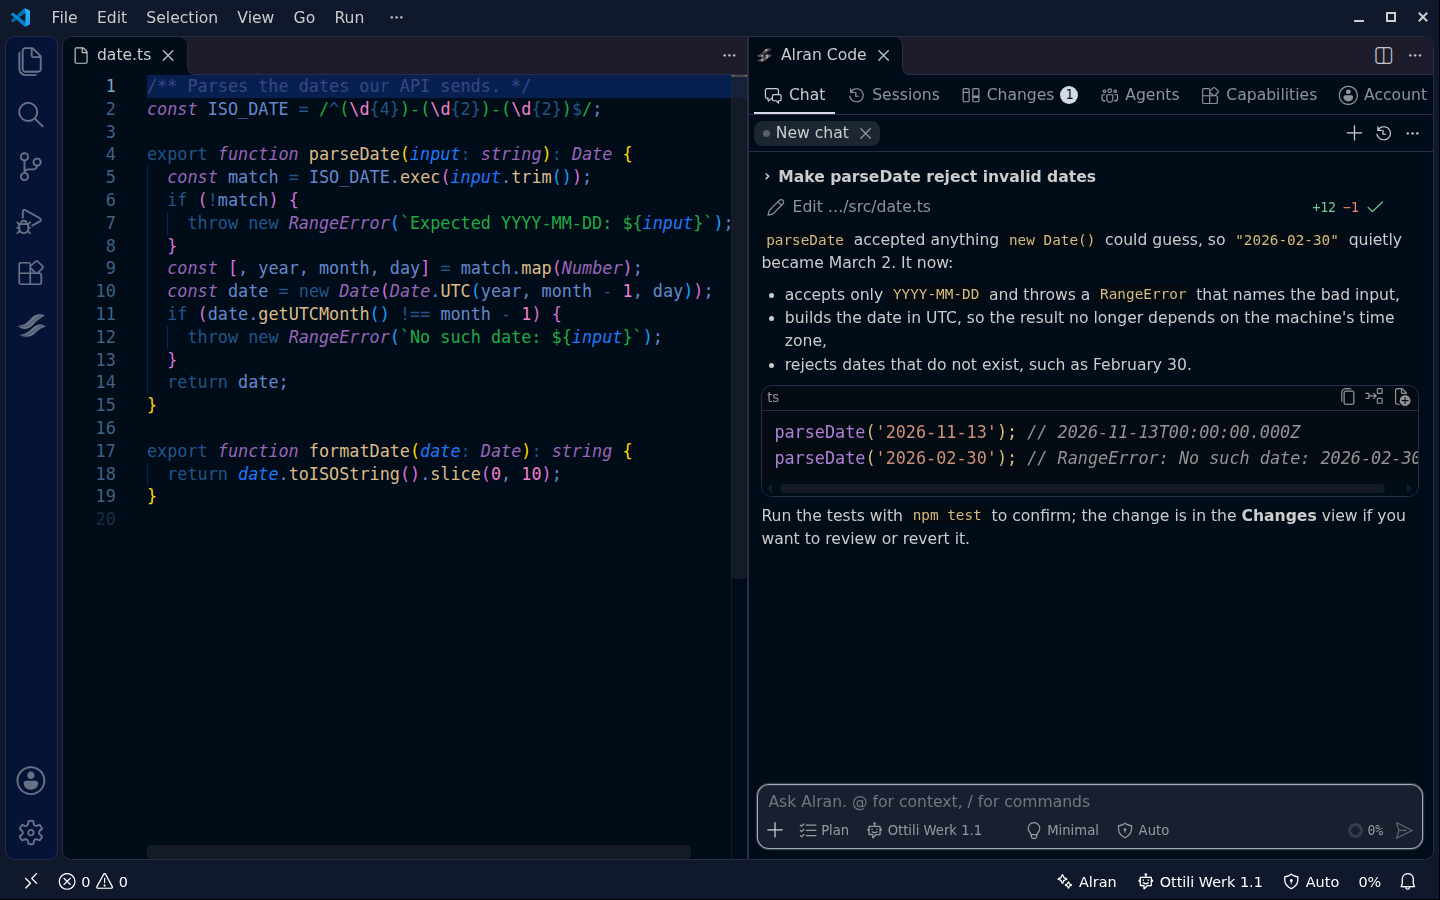 File Edit Selection View Go Run ···
date.ts
Alran Code
Chat Sessions Changes 1 Agents Capabilities Account
New chat
1 /** Parses the dates our API sends. */
2 const ISO_DATE = /^(\d{4})-(\d{2})-(\d{2})$/;
3
4 export function parseDate(input: string): Date {
5 const match = ISO_DATE.exec(input.trim());
6 if (!match) {
7 throw new RangeError(`Expected YYYY-MM-DD: ${input}`);
8 }
9 const [, year, month, day] = match.map(Number);
10 const date = new Date(Date.UTC(year, month - 1, day));
11 if (date.getUTCMonth() !== month - 1) {
12 throw new RangeError(`No such date: ${input}`);
13 }
14 return date;
15 }
16
17 export function formatDate(date: Date): string {
18 return date.toISOString().slice(0, 10);
19 }
20
Make parseDate reject invalid dates
Edit …/src/date.ts +12 −1
parseDate accepted anything new Date() could guess, so "2026-02-30" quietly
became March 2. It now:
• accepts only YYYY-MM-DD and throws a RangeError that names the bad input,
• builds the date in UTC, so the result no longer depends on the machine's time
zone,
• rejects dates that do not exist, such as February 30.
ts
parseDate('2026-11-13'); // 2026-11-13T00:00:00.000Z
parseDate('2026-02-30'); // RangeError: No such date: 2026-02-30
Run the tests with npm test to confirm; the change is in the Changes view if you
want to review or revert it.
Ask Alran. @ for context, / for commands
Plan Ottili Werk 1.1 Minimal Auto 0%
0 0 Alran Ottili Werk 1.1 Auto 0%